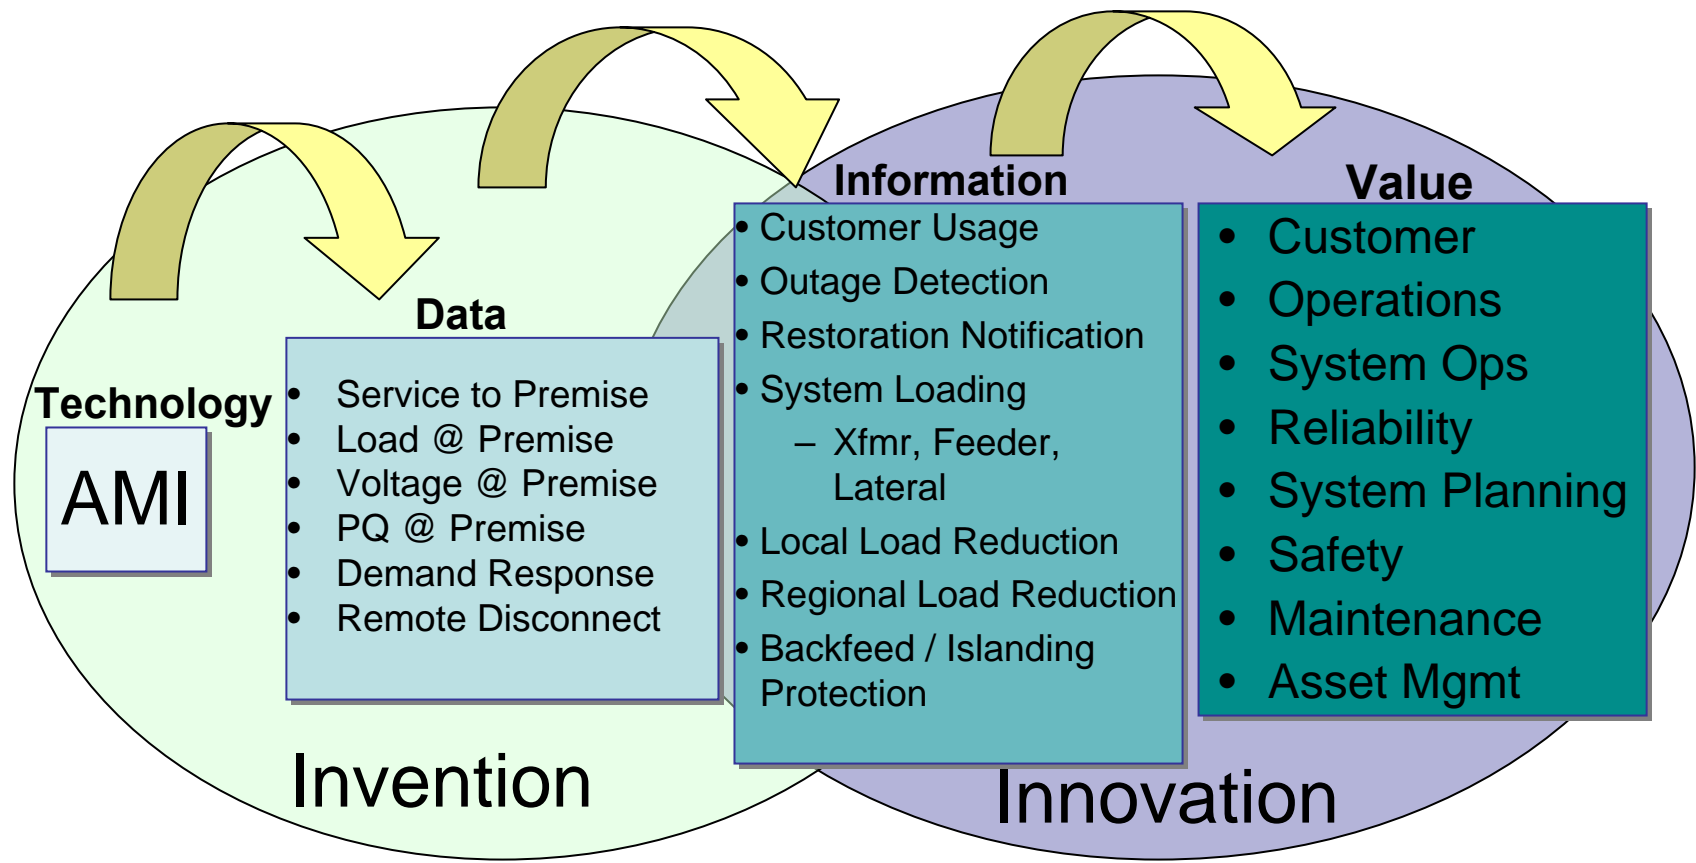 Technology
AMI
Data
• Service to Premise
• Load @ Premise
• Voltage @ Premise
• PQ @ Premise
• Demand Response
• Remote Disconnect
Information
• Customer Usage
• Outage Detection
• Restoration Notification
• System Loading
– Xfmr, Feeder,
Lateral
• Local Load Reduction
• Regional Load Reduction
• Backfeed / Islanding
Protection
Value
• Customer
• Operations
• System Ops
• Reliability
• System Planning
• Safety
• Maintenance
• Asset Mgmt
Invention
Innovation